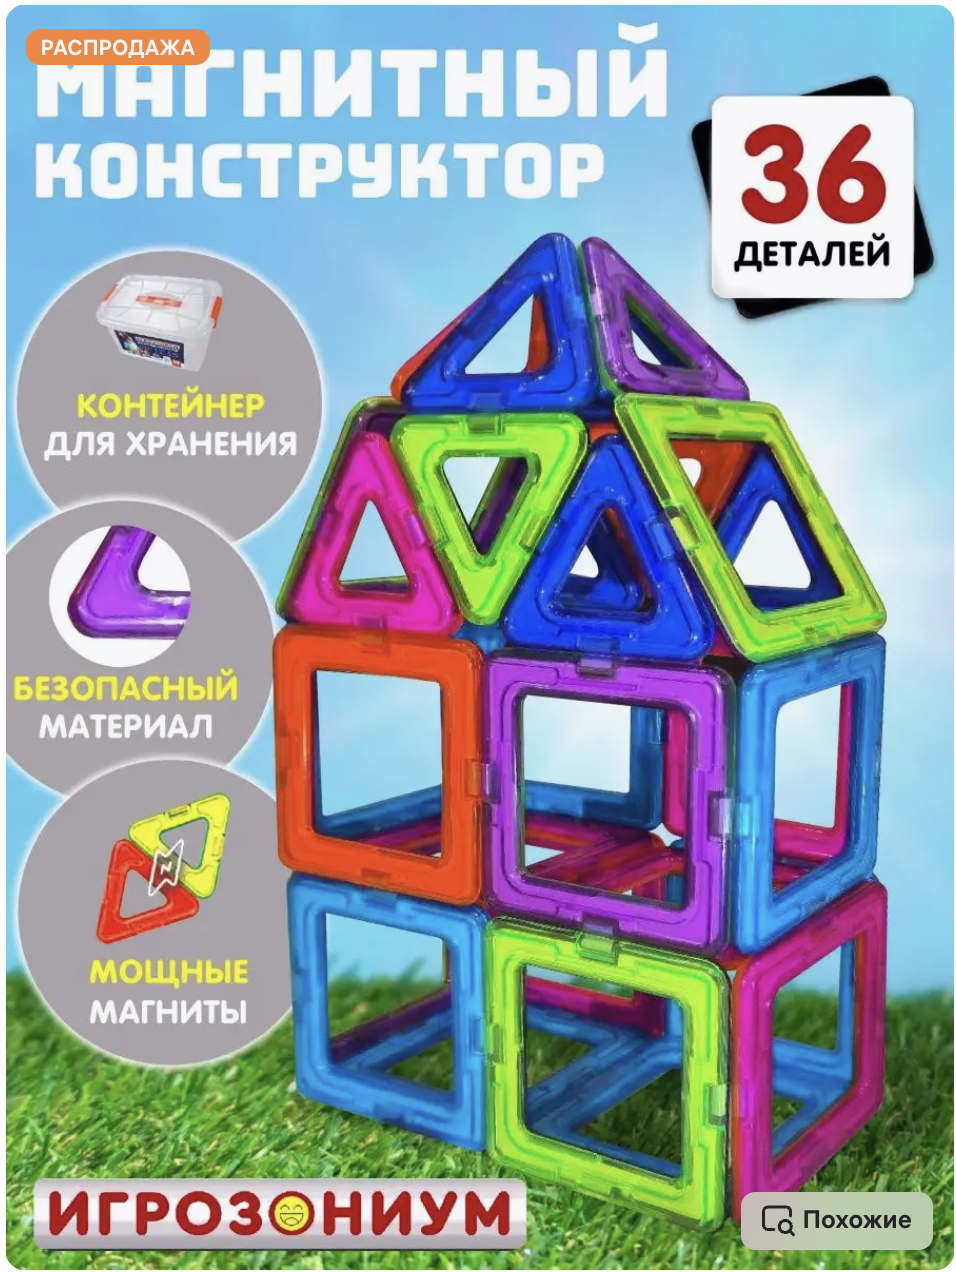 РАСПРОДАЖА
МАГНИТНЫЙ
КОНСТРУКТОР
36
ДЕТАЛЕЙ
КОНТЕЙНЕР
ДЛЯ ХРАНЕНИЯ
БЕЗОПАСНЫЙ
МАТЕРИАЛ
МОЩНЫЕ
МАГНИТЫ
ИГРОЗОНИУМ
Похожие